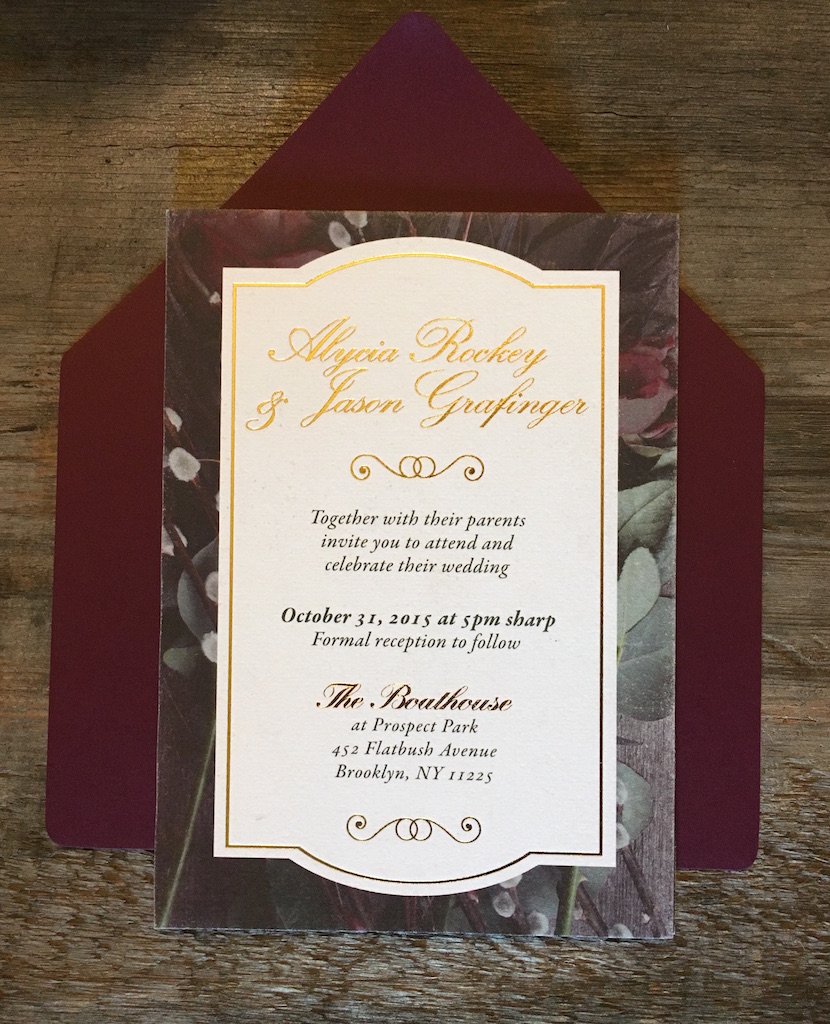 Alycia Rockey
& Jason Grafinger
Together with their parents
invite you to attend and
celebrate their wedding
October 31, 2015 at 5pm sharp
Formal reception to follow
The Boathouse
at Prospect Park
452 Flatbush Avenue
Brooklyn, NY 11225